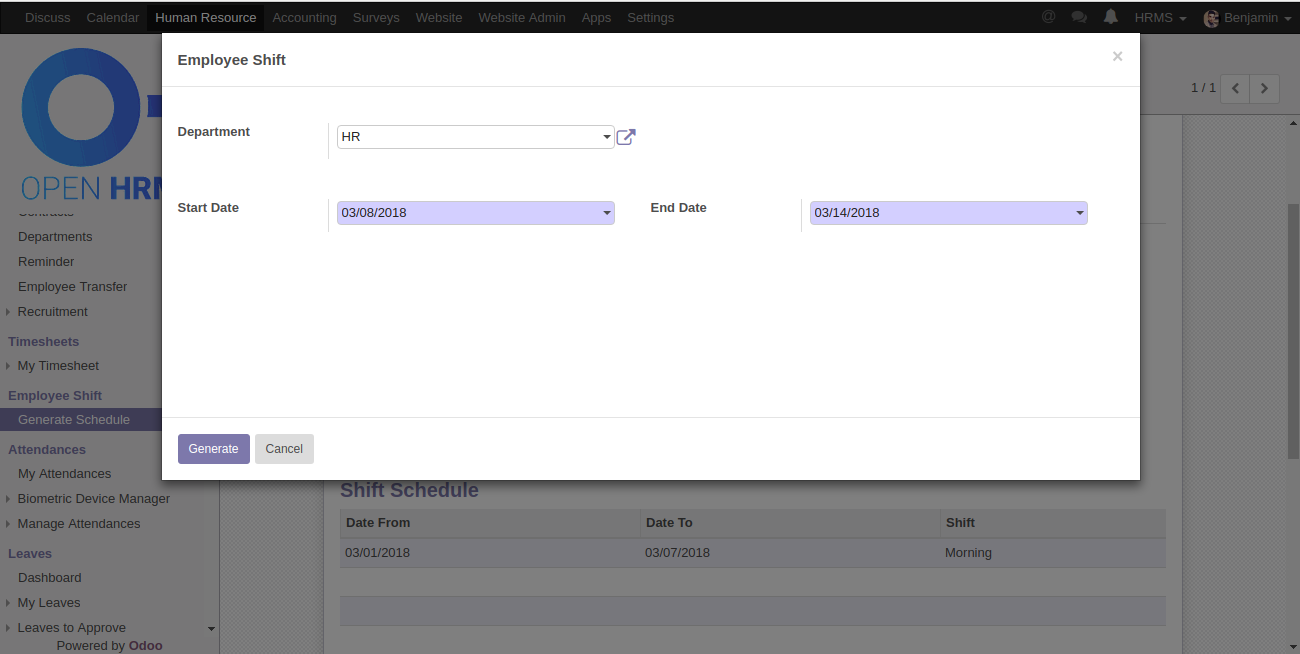 Discuss Calendar Human Resource Accounting Surveys Website Website Admin Apps Settings @ HRMS Benjamin
Employee Shift ×
1 / 1
Department HR
Start Date 03/08/2018 End Date 03/14/2018
OPEN HRM
Contracts
Departments
Reminder
Employee Transfer
Recruitment
Timesheets
My Timesheet
Employee Shift
Generate Schedule
Generate Cancel
Attendances
My Attendances
Biometric Device Manager
Manage Attendances
Leaves
Dashboard
My Leaves
Leaves to Approve
Powered by Odoo
Shift Schedule
Date From Date To Shift
03/01/2018 03/07/2018 Morning